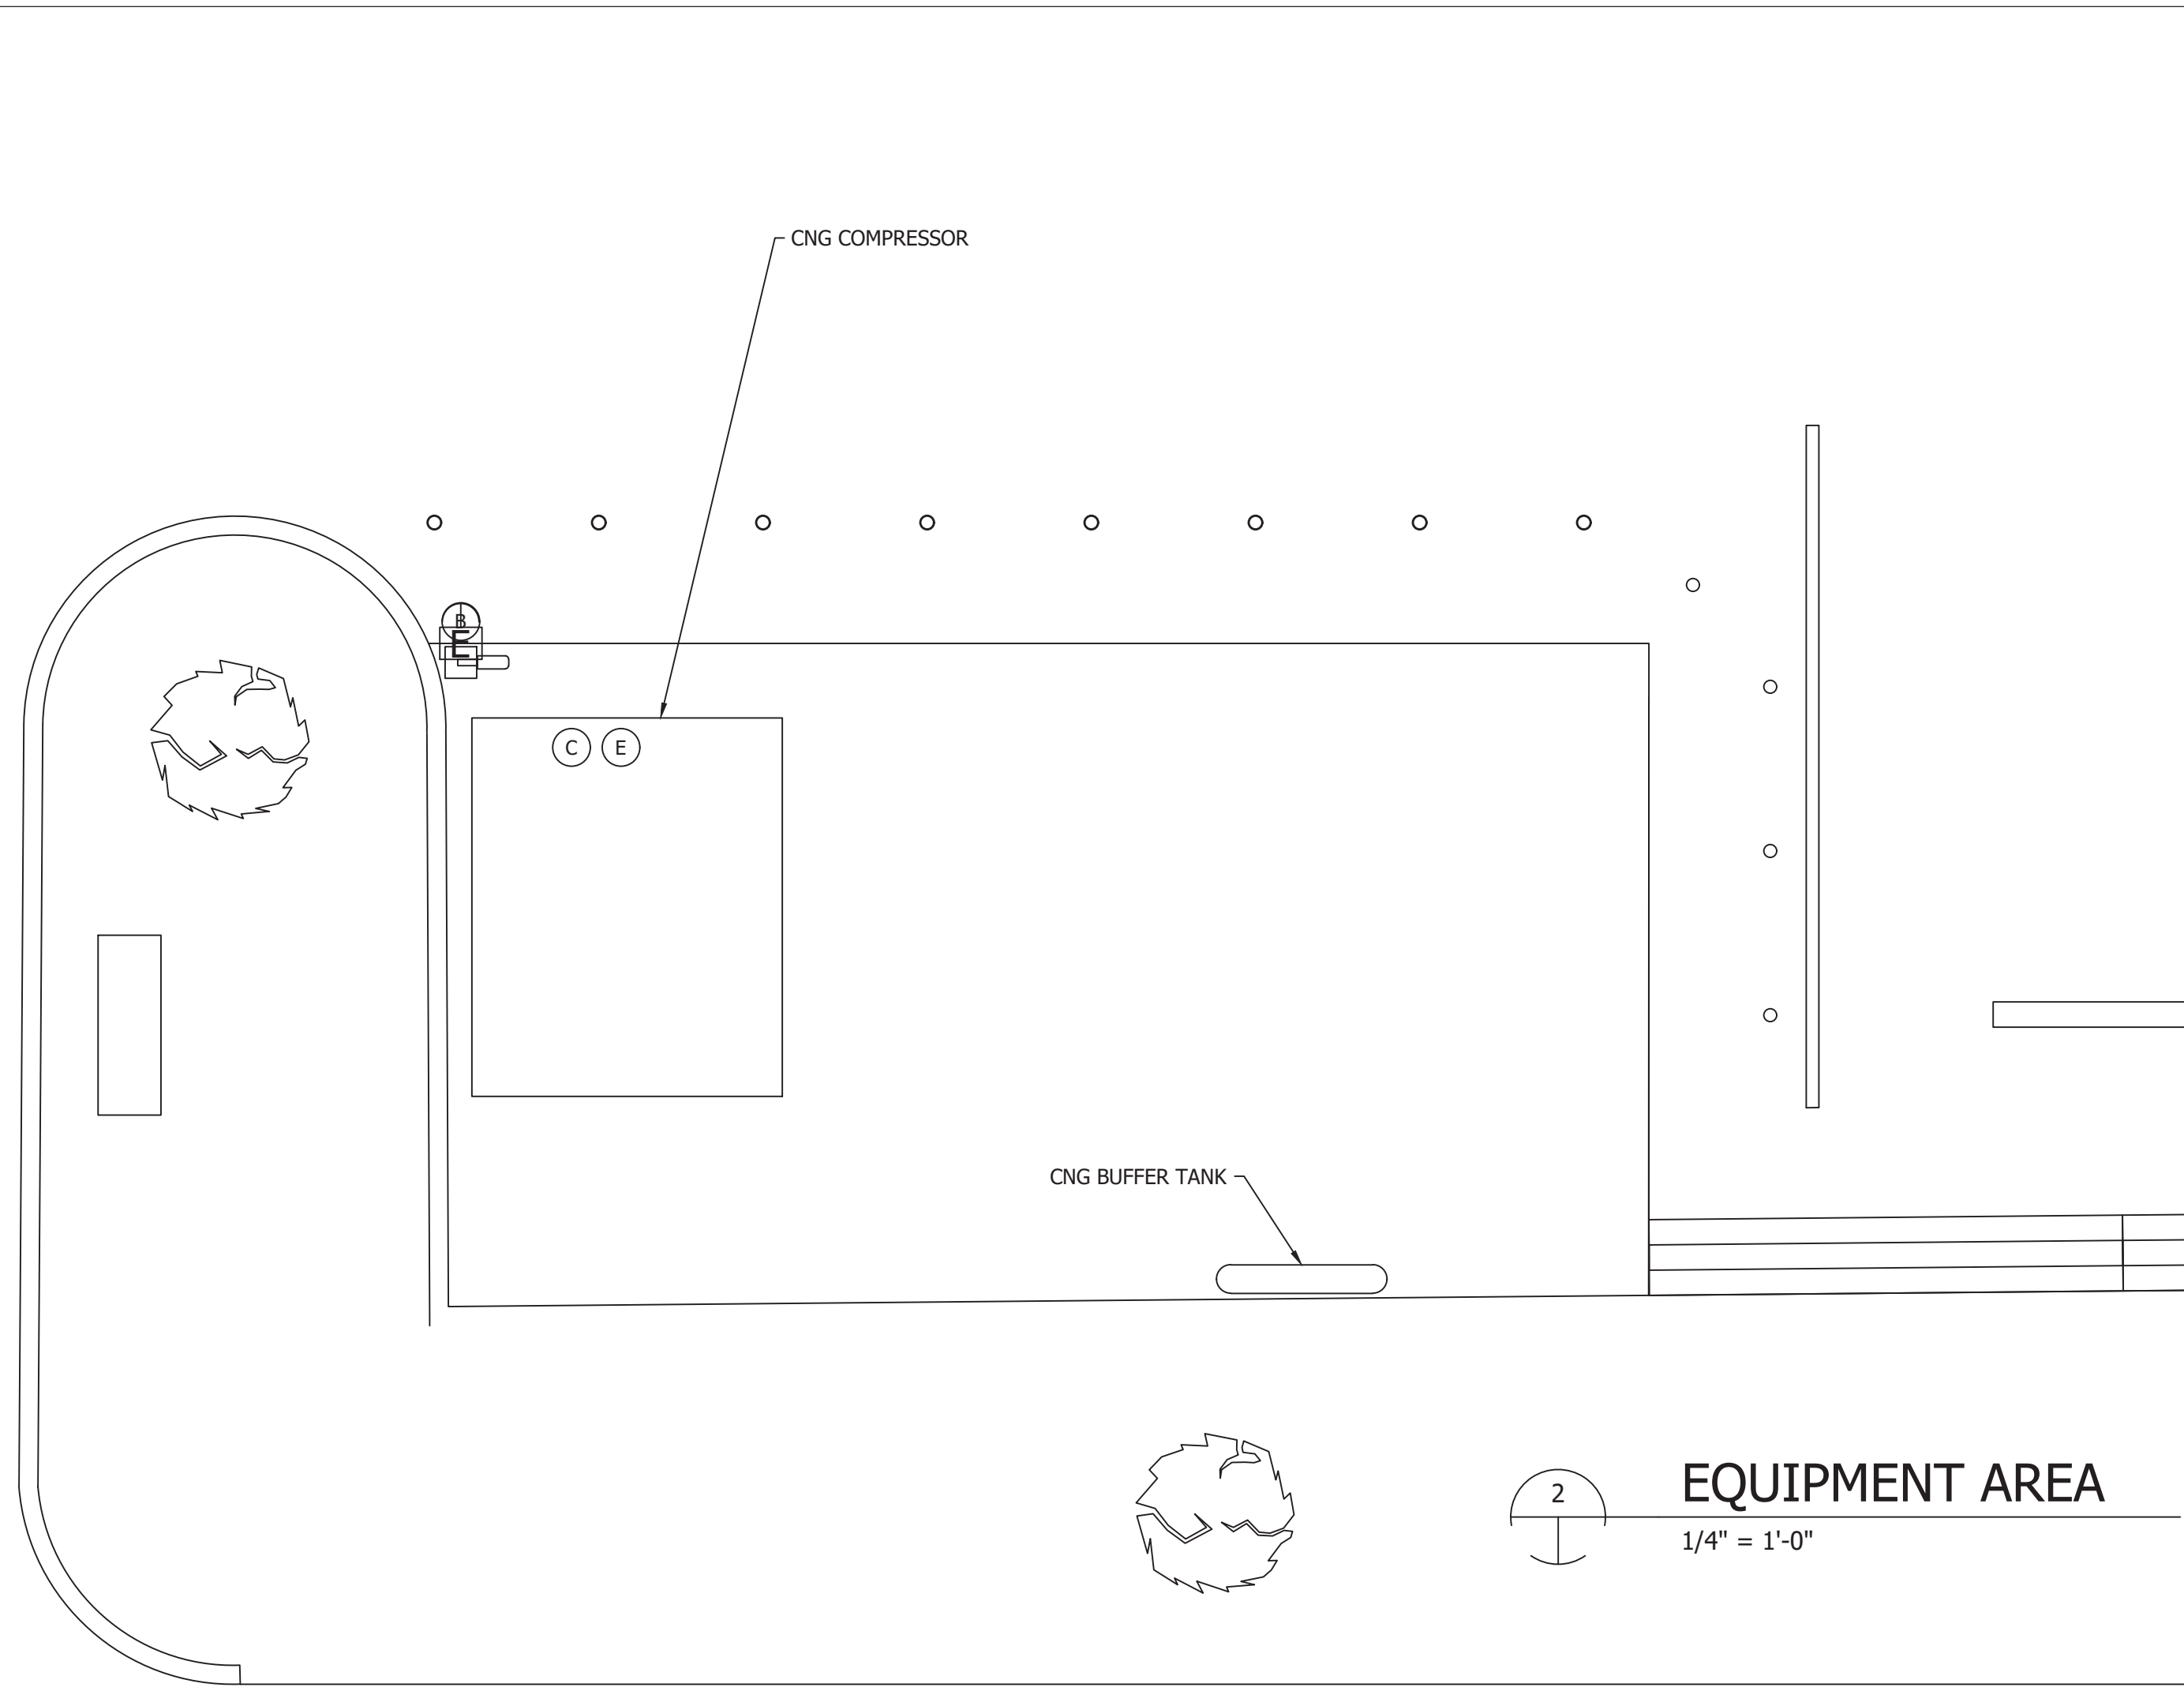 CNG COMPRESSOR
B
E
C E
CNG BUFFER TANK
2
EQUIPMENT AREA
1/4" = 1'-0"